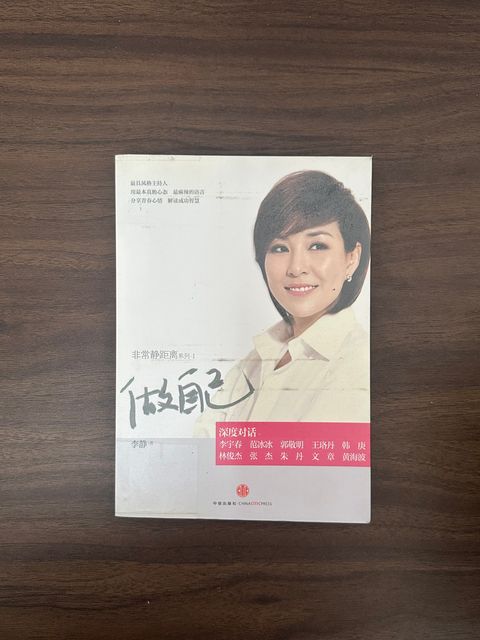 最具风格主持人
用最本真的心态 最麻辣的语言
分享青春心情 解读成功智慧
非常静距离系列·1
做自己
李静 著
深度对话
李宇春 范冰冰 郭敬明 王珞丹 韩 庚
林俊杰 张 杰 朱 丹 文 章 黄海波
中信出版社·CHINACITICPRESS